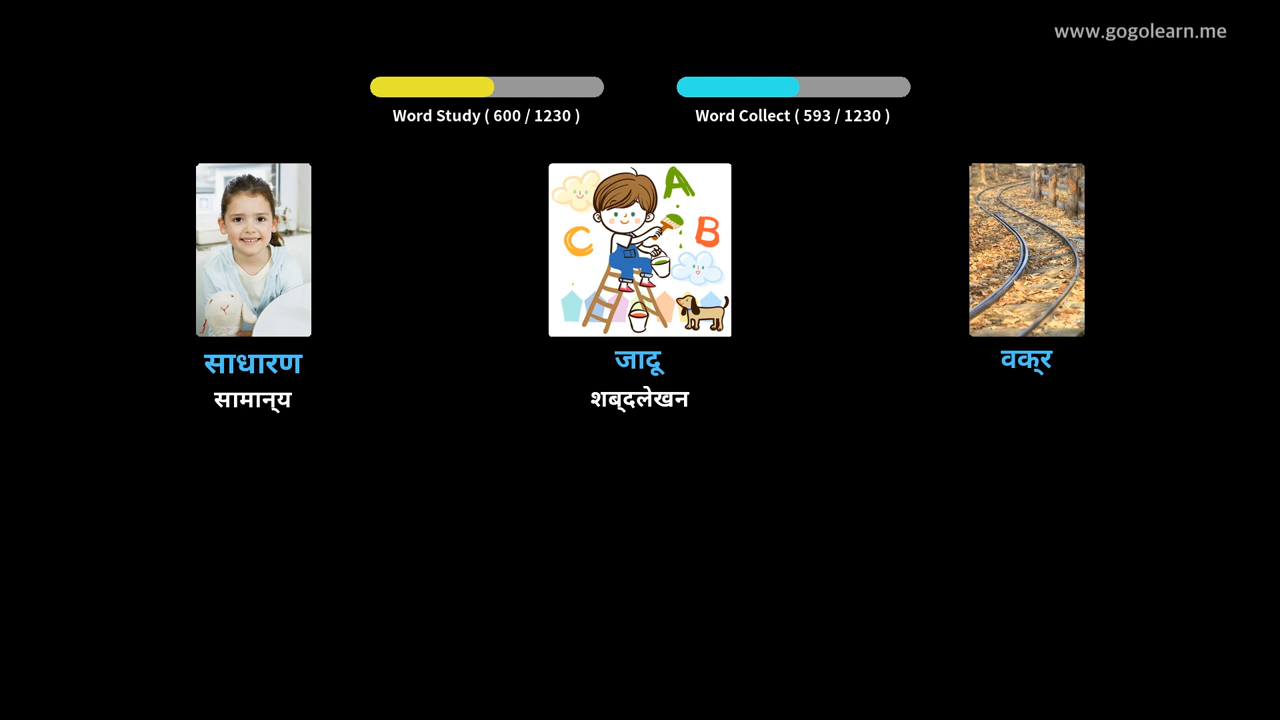 www.gogolearn.me
Word Study ( 600 / 1230 )
Word Collect ( 593 / 1230 )
A
B
C
साधारण
सामान्य
जादू
शब्दलेखन
वक्र